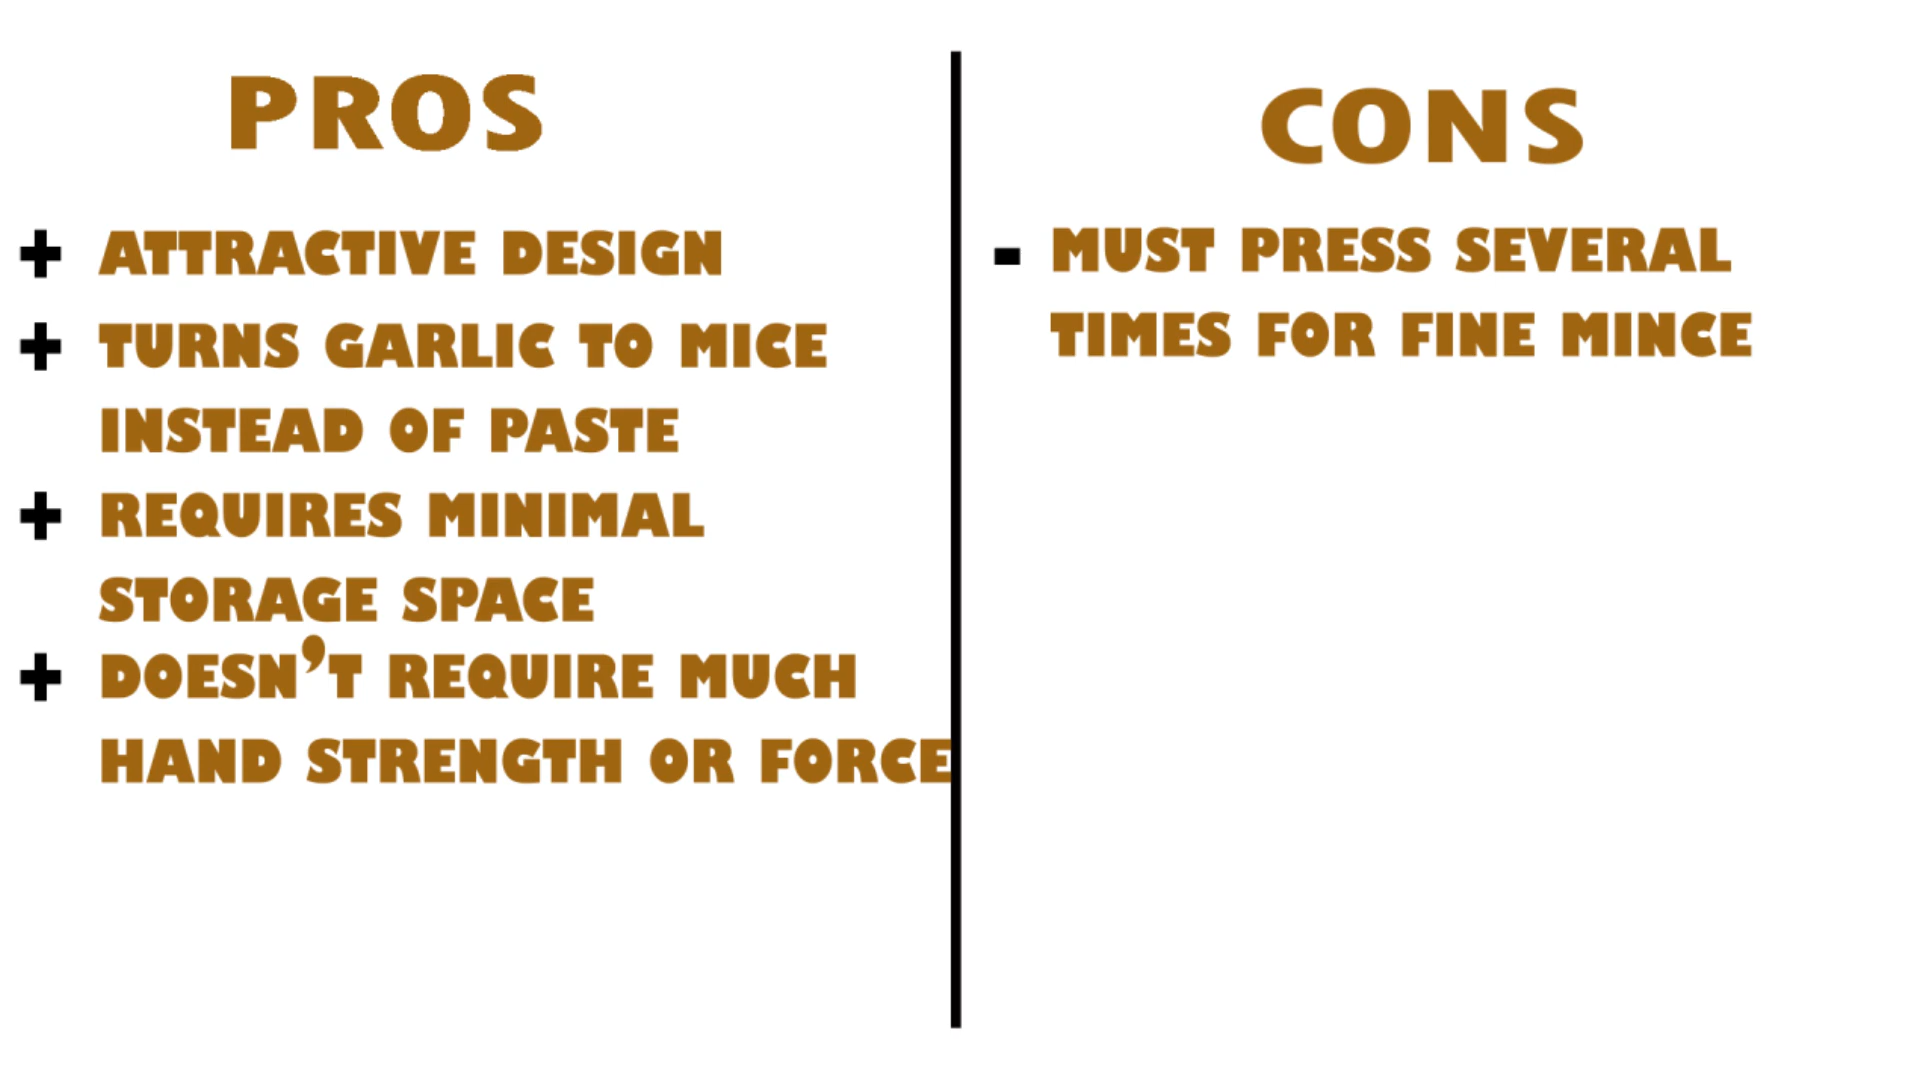 PROS
+ ATTRACTIVE DESIGN
+ TURNS GARLIC TO MICE
INSTEAD OF PASTE
+ REQUIRES MINIMAL
STORAGE SPACE
+ DOESN'T REQUIRE MUCH
HAND STRENGTH OR FORCE
CONS
- MUST PRESS SEVERAL
TIMES FOR FINE MINCE